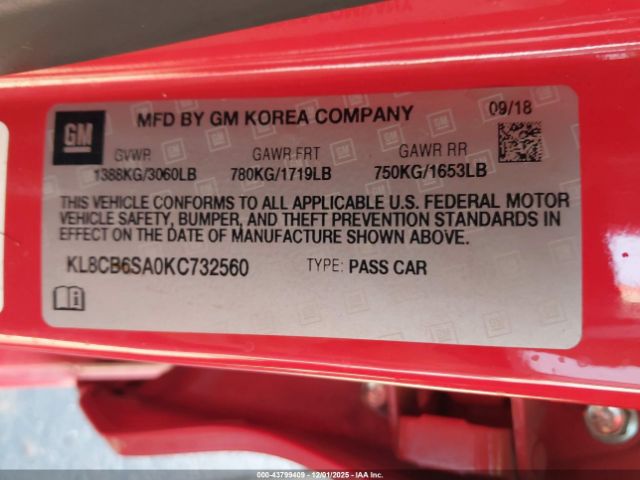 GM
MFD BY GM KOREA COMPANY
09/18
GVWR GAWR FRT GAWR RR
1388KG/3060LB 780KG/1719LB 750KG/1653LB
THIS VEHICLE CONFORMS TO ALL APPLICABLE U.S. FEDERAL MOTOR
VEHICLE SAFETY, BUMPER, AND THEFT PREVENTION STANDARDS IN
EFFECT ON THE DATE OF MANUFACTURE SHOWN ABOVE.
KL8CB6SA0KC732560 TYPE: PASS CAR
© IAA 43799409 - 12/01/2025 - IAAI.COM